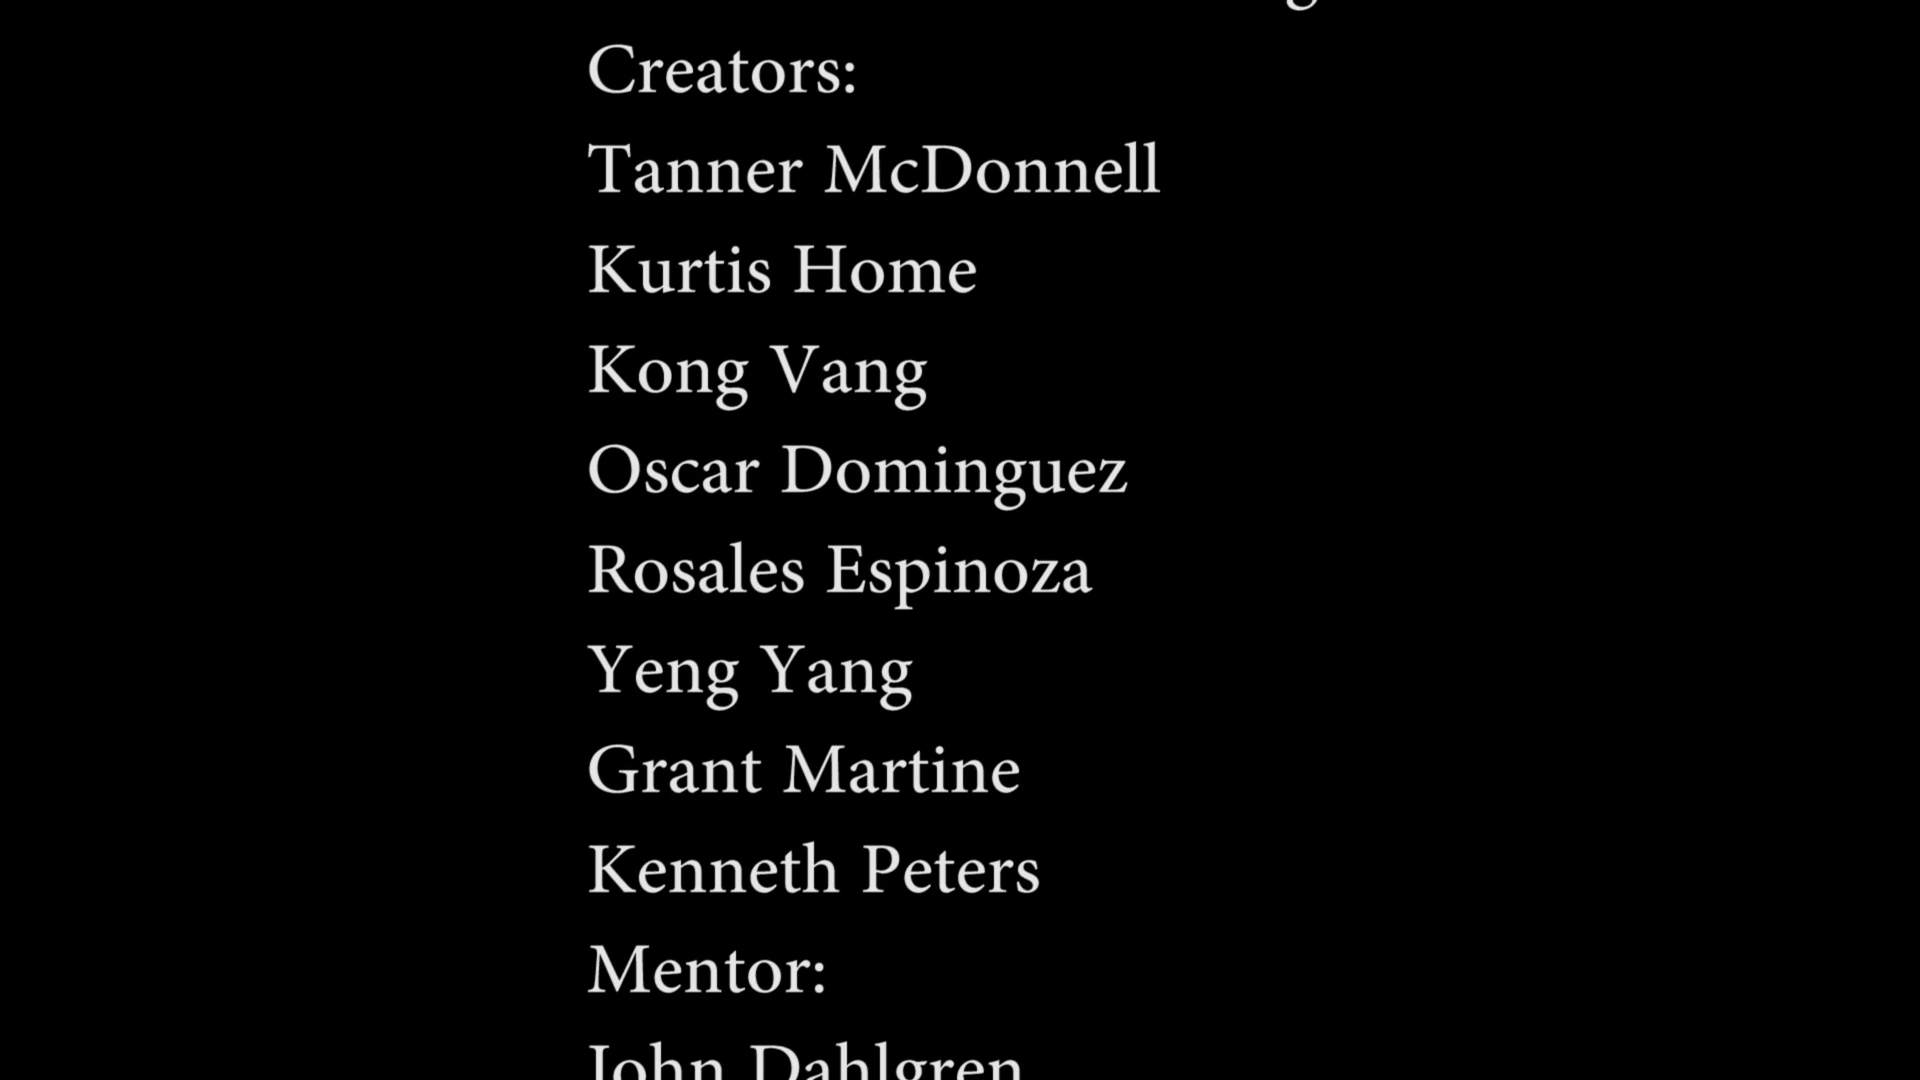 Creators:
Tanner McDonnell
Kurtis Home
Kong Vang
Oscar Dominguez
Rosales Espinoza
Yeng Yang
Grant Martine
Kenneth Peters
Mentor:
John Dahlgren